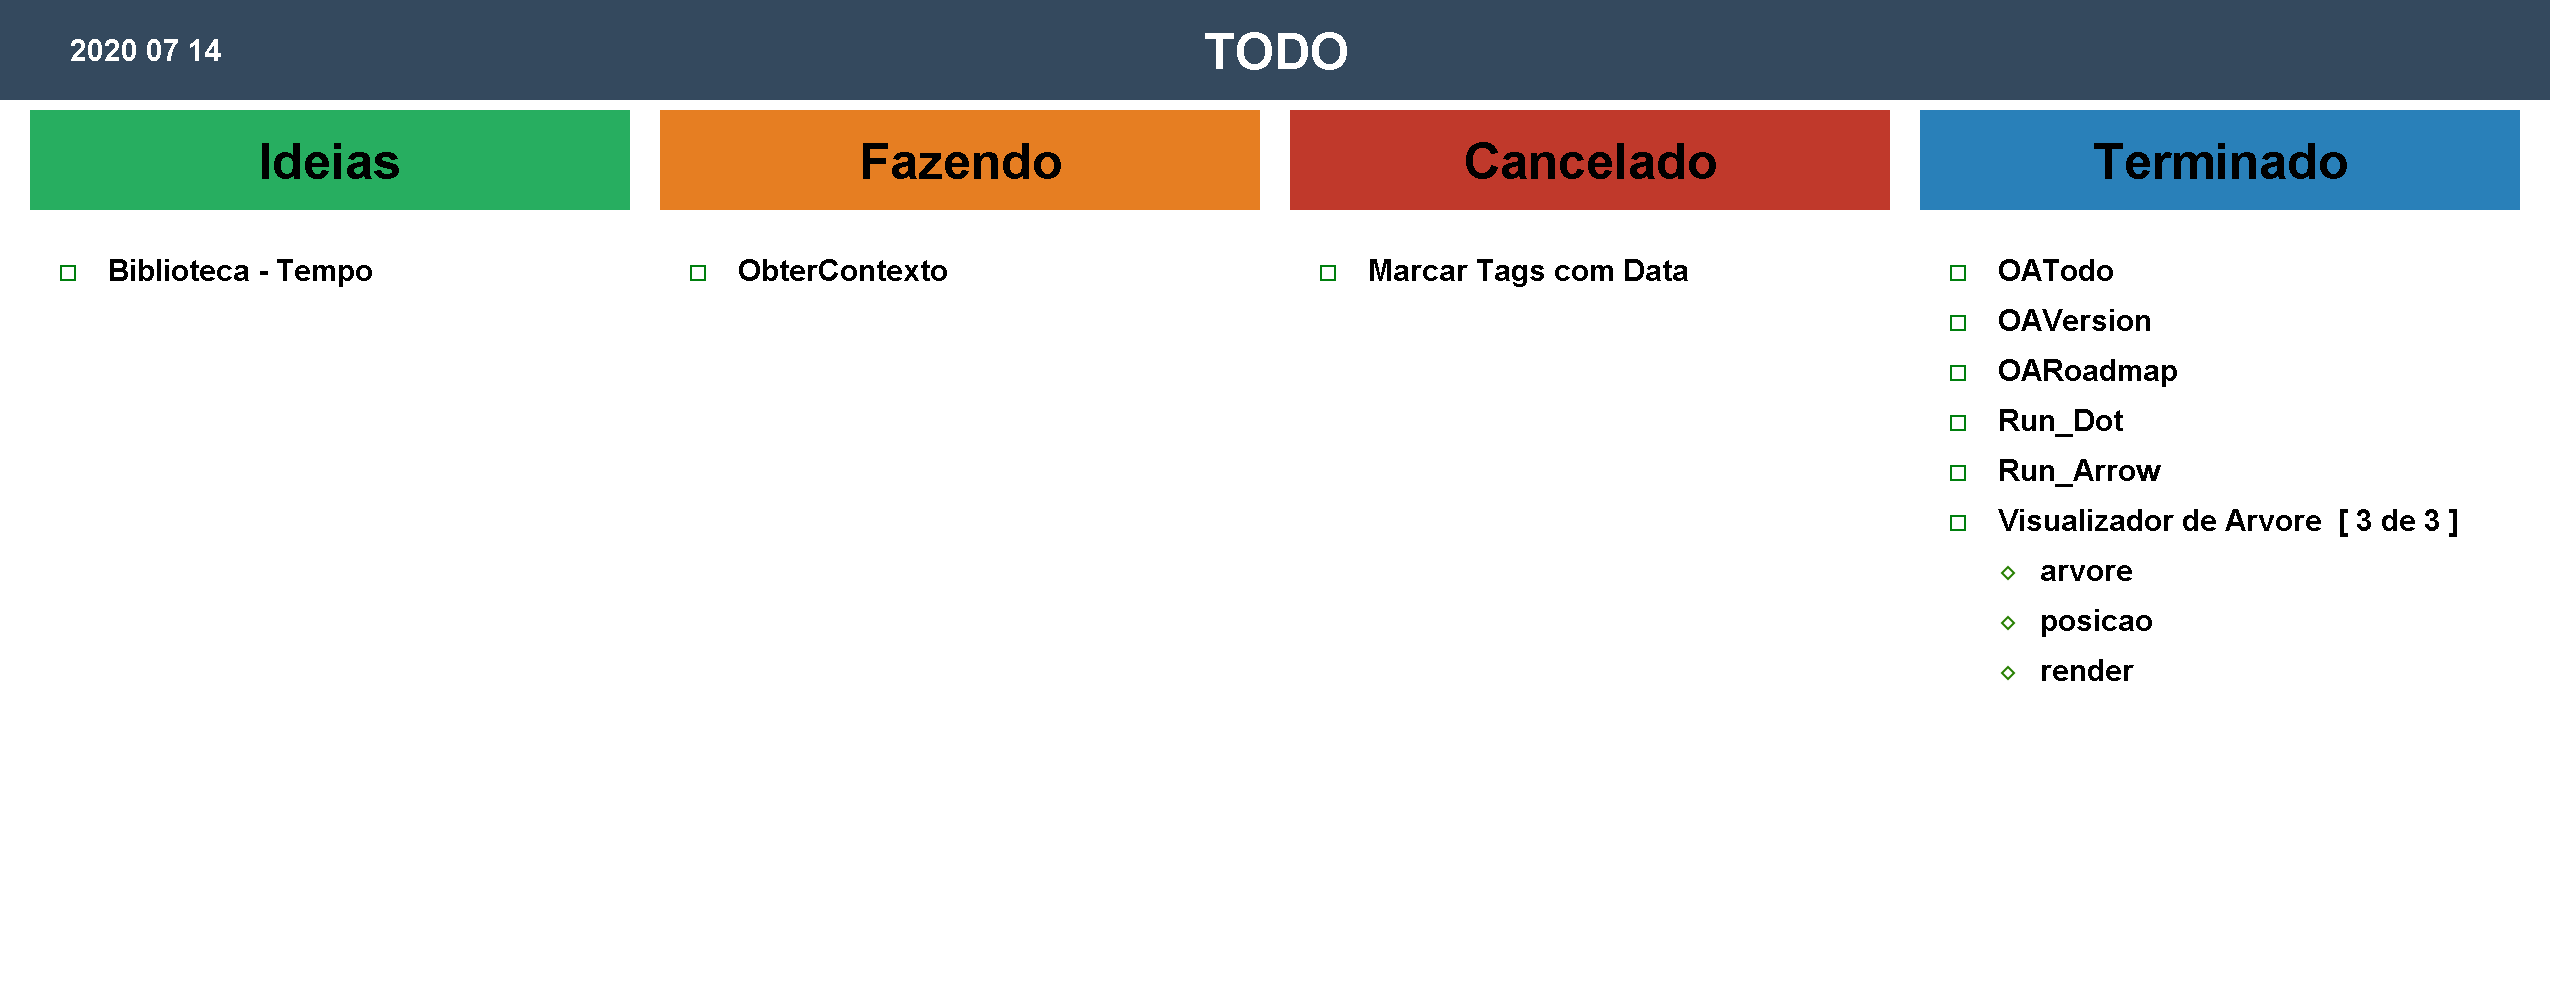 2020 07 14
TODO
Ideias
Fazendo
Cancelado
Terminado
Biblioteca - Tempo
ObterContexto
Marcar Tags com Data
OATodo
OAVersion
OARoadmap
Run_Dot
Run_Arrow
Visualizador de Arvore [ 3 de 3 ]
arvore
posicao
render